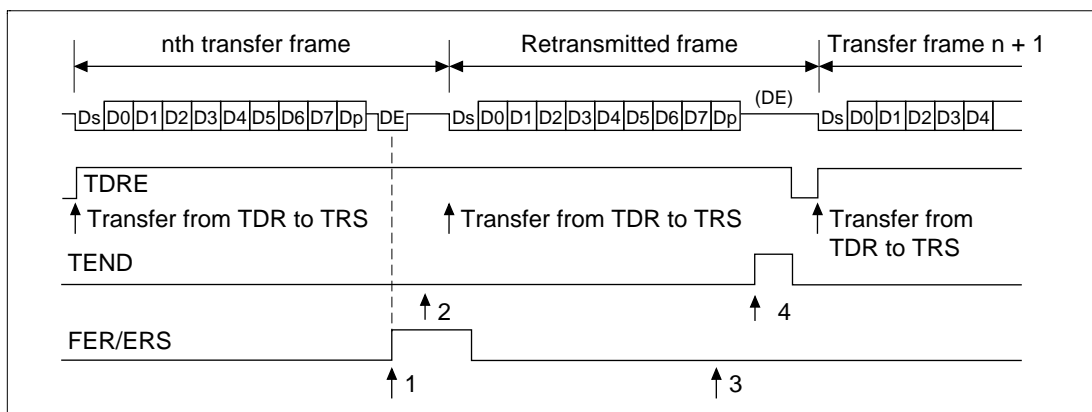 nth transfer frame Retransmitted frame Transfer frame n + 1
Ds D0 D1 D2 D3 D4 D5 D6 D7 Dp DE Ds D0 D1 D2 D3 D4 D5 D6 D7 Dp (DE) Ds D0 D1 D2 D3 D4
TDRE
Transfer from TDR to TRS Transfer from TDR to TRS Transfer from
TDR to TRS
TEND
2 4
FER/ERS
1 3